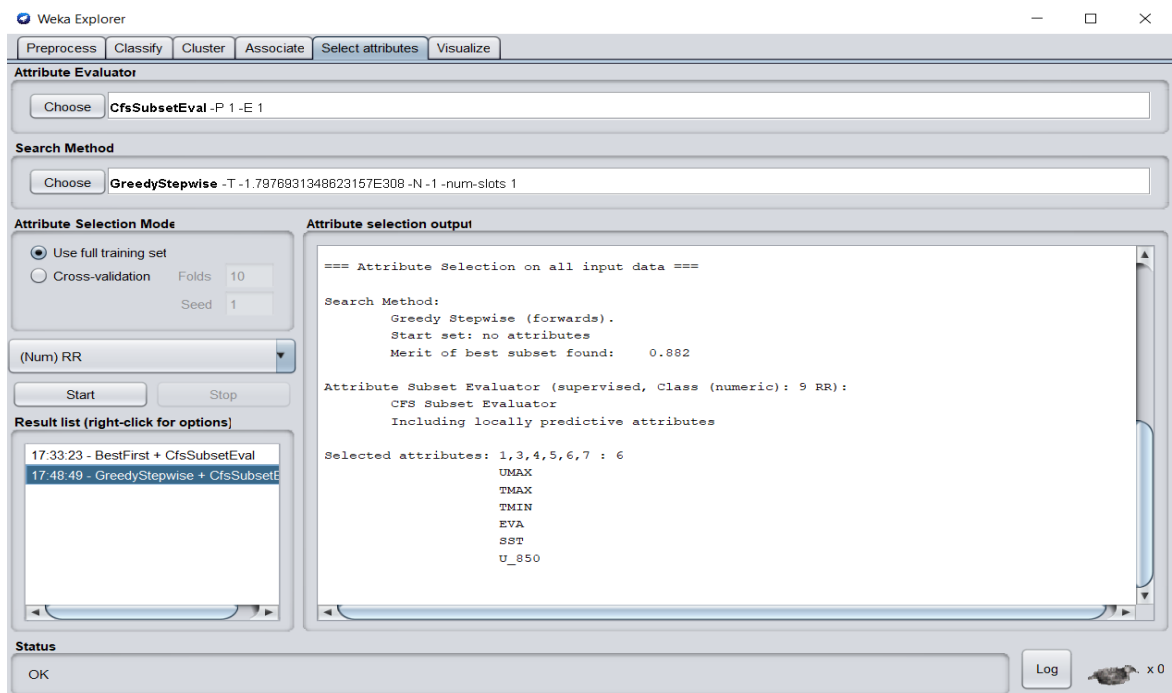 Weka Explorer
Preprocess Classify Cluster Associate Select attributes Visualize
Attribute Evaluator
Choose CfsSubsetEval -P 1 -E 1
Search Method
Choose GreedyStepwise -T -1.7976931348623157E308 -N -1 -num-slots 1
Attribute Selection Mode
Use full training set
Cross-validation Folds 10
Seed 1
(Num) RR
Start Stop
Result list (right-click for options)
17:33:23 - BestFirst + CfsSubsetEval
17:48:49 - GreedyStepwise + CfsSubsetE
Attribute selection output
=== Attribute Selection on all input data ===
Search Method:
Greedy Stepwise (forwards).
Start set: no attributes
Merit of best subset found: 0.882
Attribute Subset Evaluator (supervised, Class (numeric): 9 RR):
CFS Subset Evaluator
Including locally predictive attributes
Selected attributes: 1,3,4,5,6,7 : 6
UMAX
TMAX
TMIN
EVA
SST
U_850
Status
OK
Log x 0